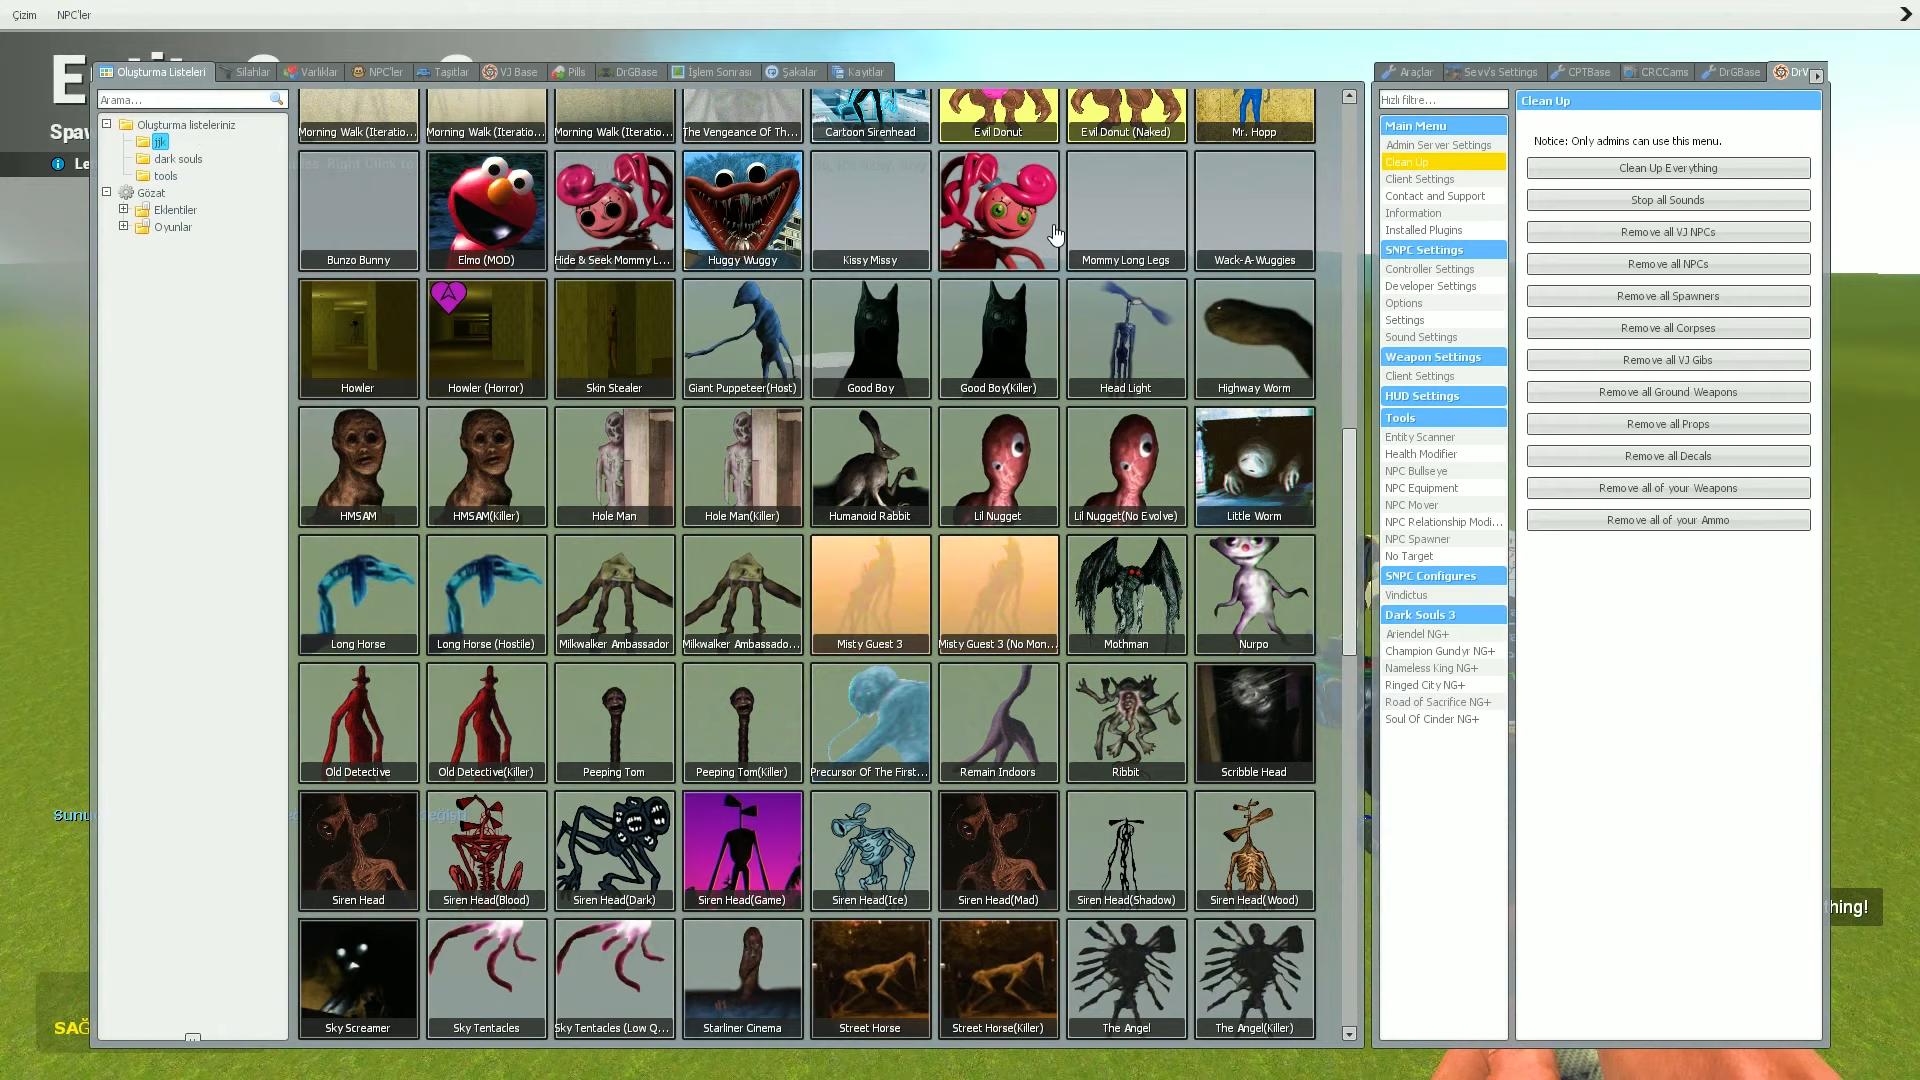 Çizim NPC'ler
Oluşturma Listeleri Silahlar Varlıklar NPC'ler Taşıtlar VJ Base Pills DrGBase İşlem Sonrası Şakalar Kayıtlar
Arama...
Oluşturma listeleriniz
jjk
dark souls
tools
Gözat
Eklentiler
Oyunlar
Spaw
Le
Sunu
SAĞ
Morning Walk (Iteratio... Morning Walk (Iteratio... Morning Walk (Iteratio... The Vengeance Of Th... Cartoon Sirenhead Evil Donut Evil Donut (Naked) Mr. Hopp
Bunzo Bunny Elmo (MOD) Hide & Seek Mommy L... Huggy Wuggy Kissy Missy Mommy Long Legs Wack-A-Wuggies
Howler Howler (Horror) Skin Stealer Giant Puppeteer(Host) Good Boy Good Boy(Killer) Head Light Highway Worm
HMSAM HMSAM(Killer) Hole Man Hole Man(Killer) Humanoid Rabbit Lil Nugget Lil Nugget(No Evolve) Little Worm
Long Horse Long Horse (Hostile) Milkwalker Ambassador Milkwalker Ambassado... Misty Guest 3 Misty Guest 3 (No Mon... Mothman Nurpo
Old Detective Old Detective(Killer) Peeping Tom Peeping Tom(Killer) Precursor Of The First... Remain Indoors Ribbit Scribble Head
Siren Head Siren Head(Blood) Siren Head(Dark) Siren Head(Game) Siren Head(Ice) Siren Head(Mad) Siren Head(Shadow) Siren Head(Wood)
Sky Screamer Sky Tentacles Sky Tentacles (Low Q... Starliner Cinema Street Horse Street Horse(Killer) The Angel The Angel(Killer)
Araçlar Sevv's Settings CPTBase CRCCams DrGBase DrV
Hızlı filtre...
Main Menu
Admin Server Settings
Clean Up
Client Settings
Contact and Support
Information
Installed Plugins
SNPC Settings
Controller Settings
Developer Settings
Options
Settings
Sound Settings
Weapon Settings
Client Settings
HUD Settings
Tools
Entity Scanner
Health Modifier
NPC Bullseye
NPC Equipment
NPC Mover
NPC Relationship Modi...
NPC Spawner
No Target
SNPC Configures
Vindictus
Dark Souls 3
Ariendel NG+
Champion Gundyr NG+
Nameless King NG+
Ringed City NG+
Road of Sacrifice NG+
Soul Of Cinder NG+
Clean Up
Notice: Only admins can use this menu.
Clean Up Everything
Stop all Sounds
Remove all VJ NPCs
Remove all NPCs
Remove all Spawners
Remove all Corpses
Remove all VJ Gibs
Remove all Ground Weapons
Remove all Props
Remove all Decals
Remove all of your Weapons
Remove all of your Ammo
thing!